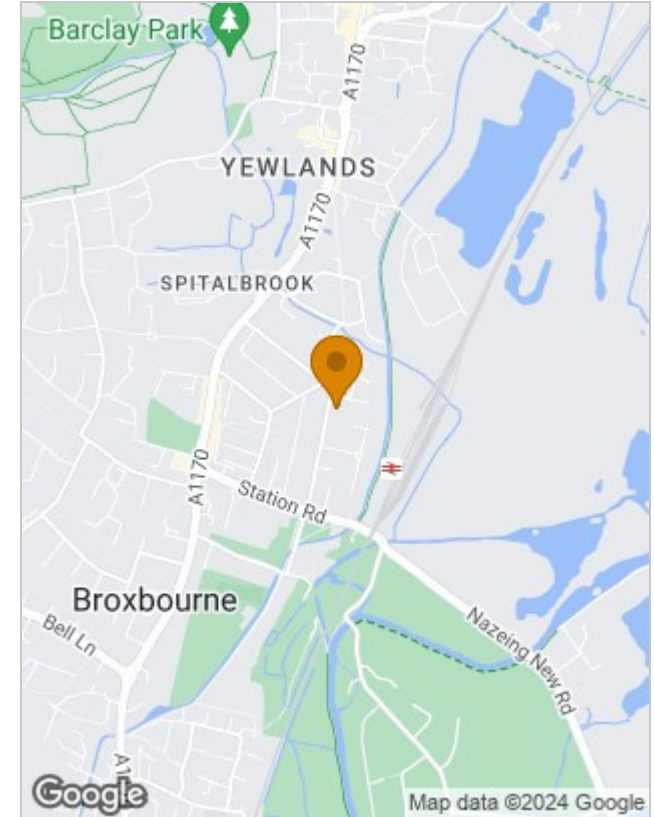 Barclay Park
A1170
YEWLANDS
A1170
SPITALBROOK
A1170
Station Rd
Broxbourne
Bell Ln
Nazeing New Rd
Google
Map data ©2024 Google